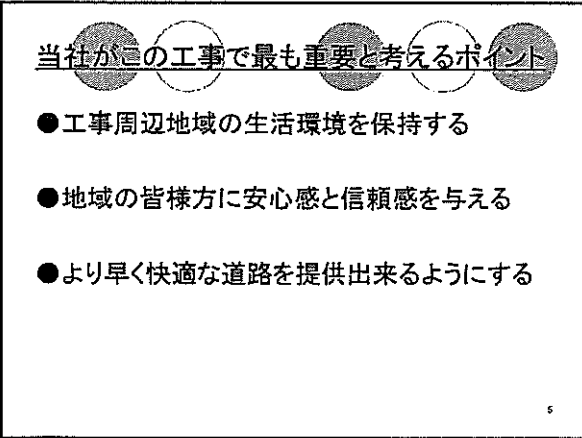 当社がこの工事で最も重要と考えるポイント
●工事周辺地域の生活環境を保持する
●地域の皆様方に安心感と信頼感を与える
●より早く快適な道路を提供出来るようにする
5